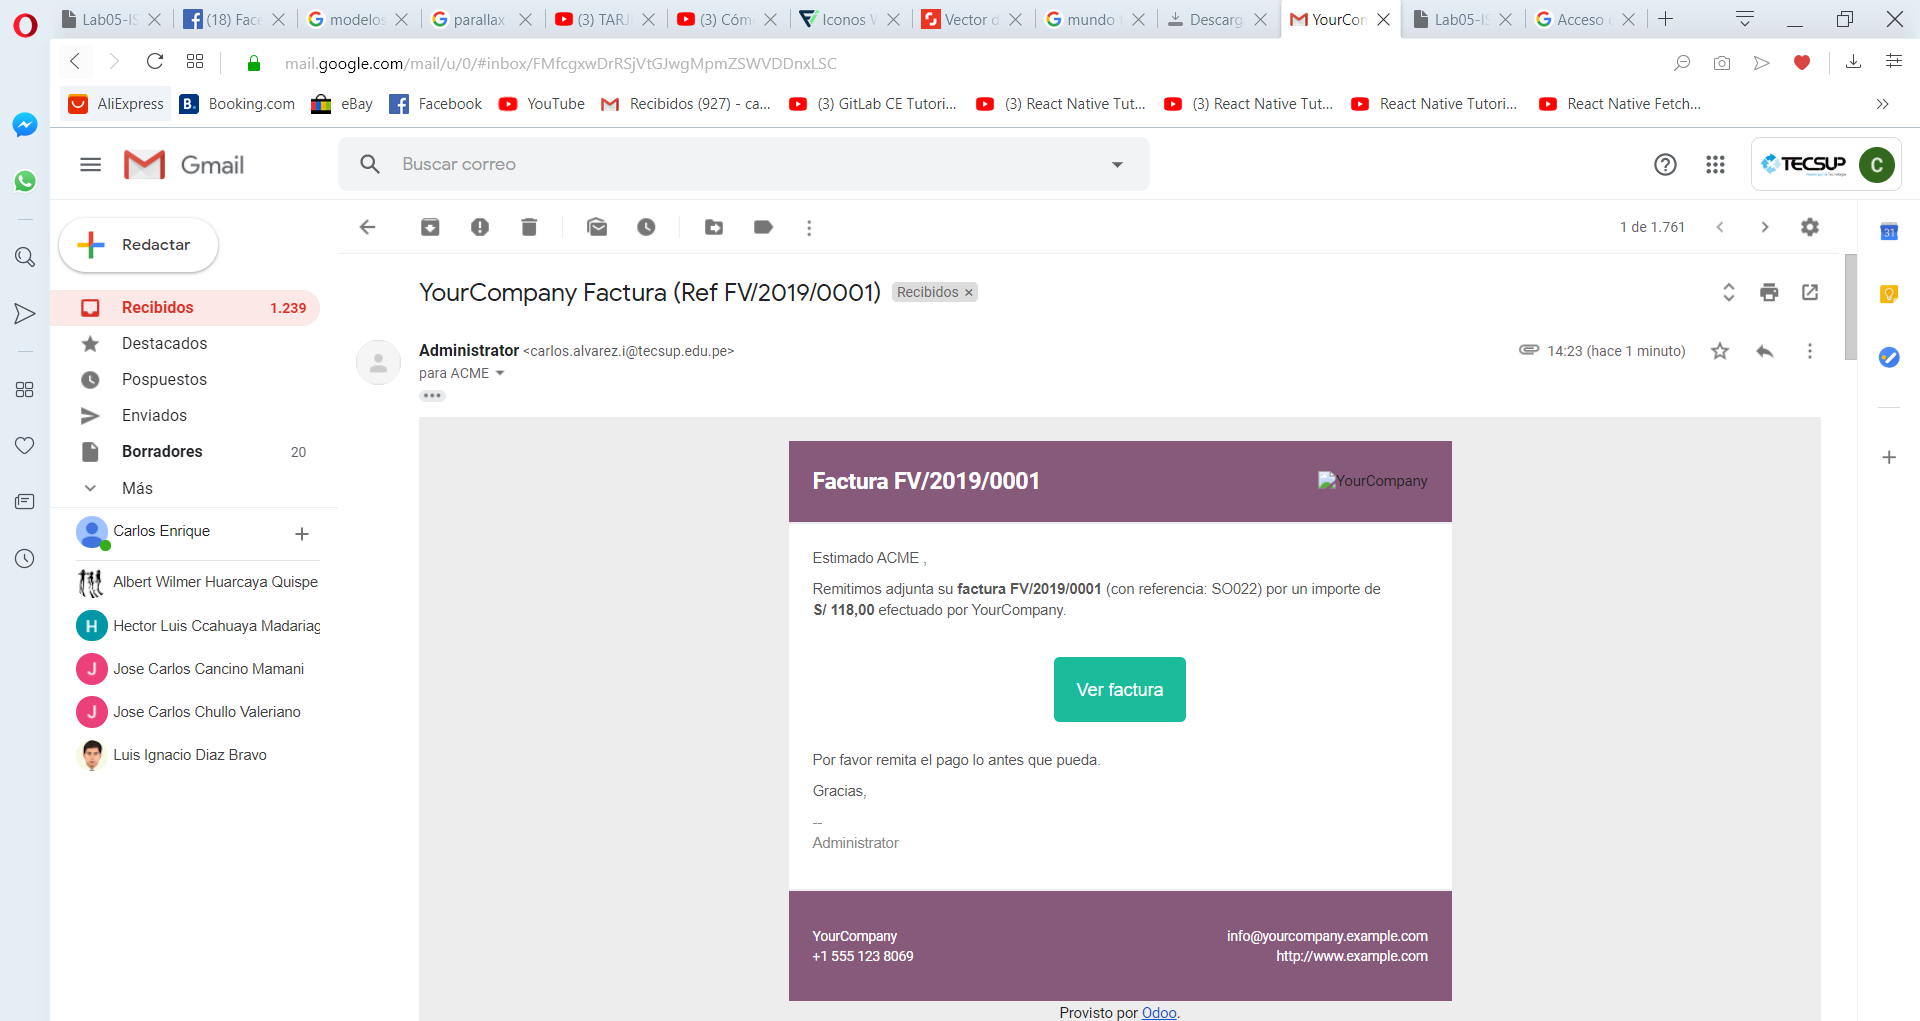 Lab05-IS
(18) Face
modelos
parallax
(3) TARJ
(3) Cóm
Iconos W
Vector d
mundo
Descarg
YourCon
Lab05-IS
Acceso
mail.google.com/mail/u/0/#inbox/FMfcgxwDrRSjVtGJwgMpmZSWVDDnxLSC
AliExpress
Booking.com
eBay
Facebook
YouTube
Recibidos (927) - ca...
(3) GitLab CE Tutori...
(3) React Native Tut...
(3) React Native Tut...
React Native Tutori...
React Native Fetch...
Gmail
Buscar correo
TECSUP
C
Redactar
1 de 1.761
31
Recibidos 1.239
Destacados
Pospuestos
Enviados
Borradores 20
Más
Carlos Enrique
Albert Wilmer Huarcaya Quispe
H Hector Luis Ccahuaya Madariag
J Jose Carlos Cancino Mamani
J Jose Carlos Chullo Valeriano
Luis Ignacio Diaz Bravo
YourCompany Factura (Ref FV/2019/0001) Recibidos ×
Administrator <carlos.alvarez.i@tecsup.edu.pe> 14:23 (hace 1 minuto)
para ACME
Factura FV/2019/0001 YourCompany
Estimado ACME ,
Remitimos adjunta su factura FV/2019/0001 (con referencia: SO022) por un importe de
S/ 118,00 efectuado por YourCompany.
Ver factura
Por favor remita el pago lo antes que pueda.
Gracias,
--
Administrator
YourCompany info@yourcompany.example.com
+1 555 123 8069 http://www.example.com
Provisto por Odoo.